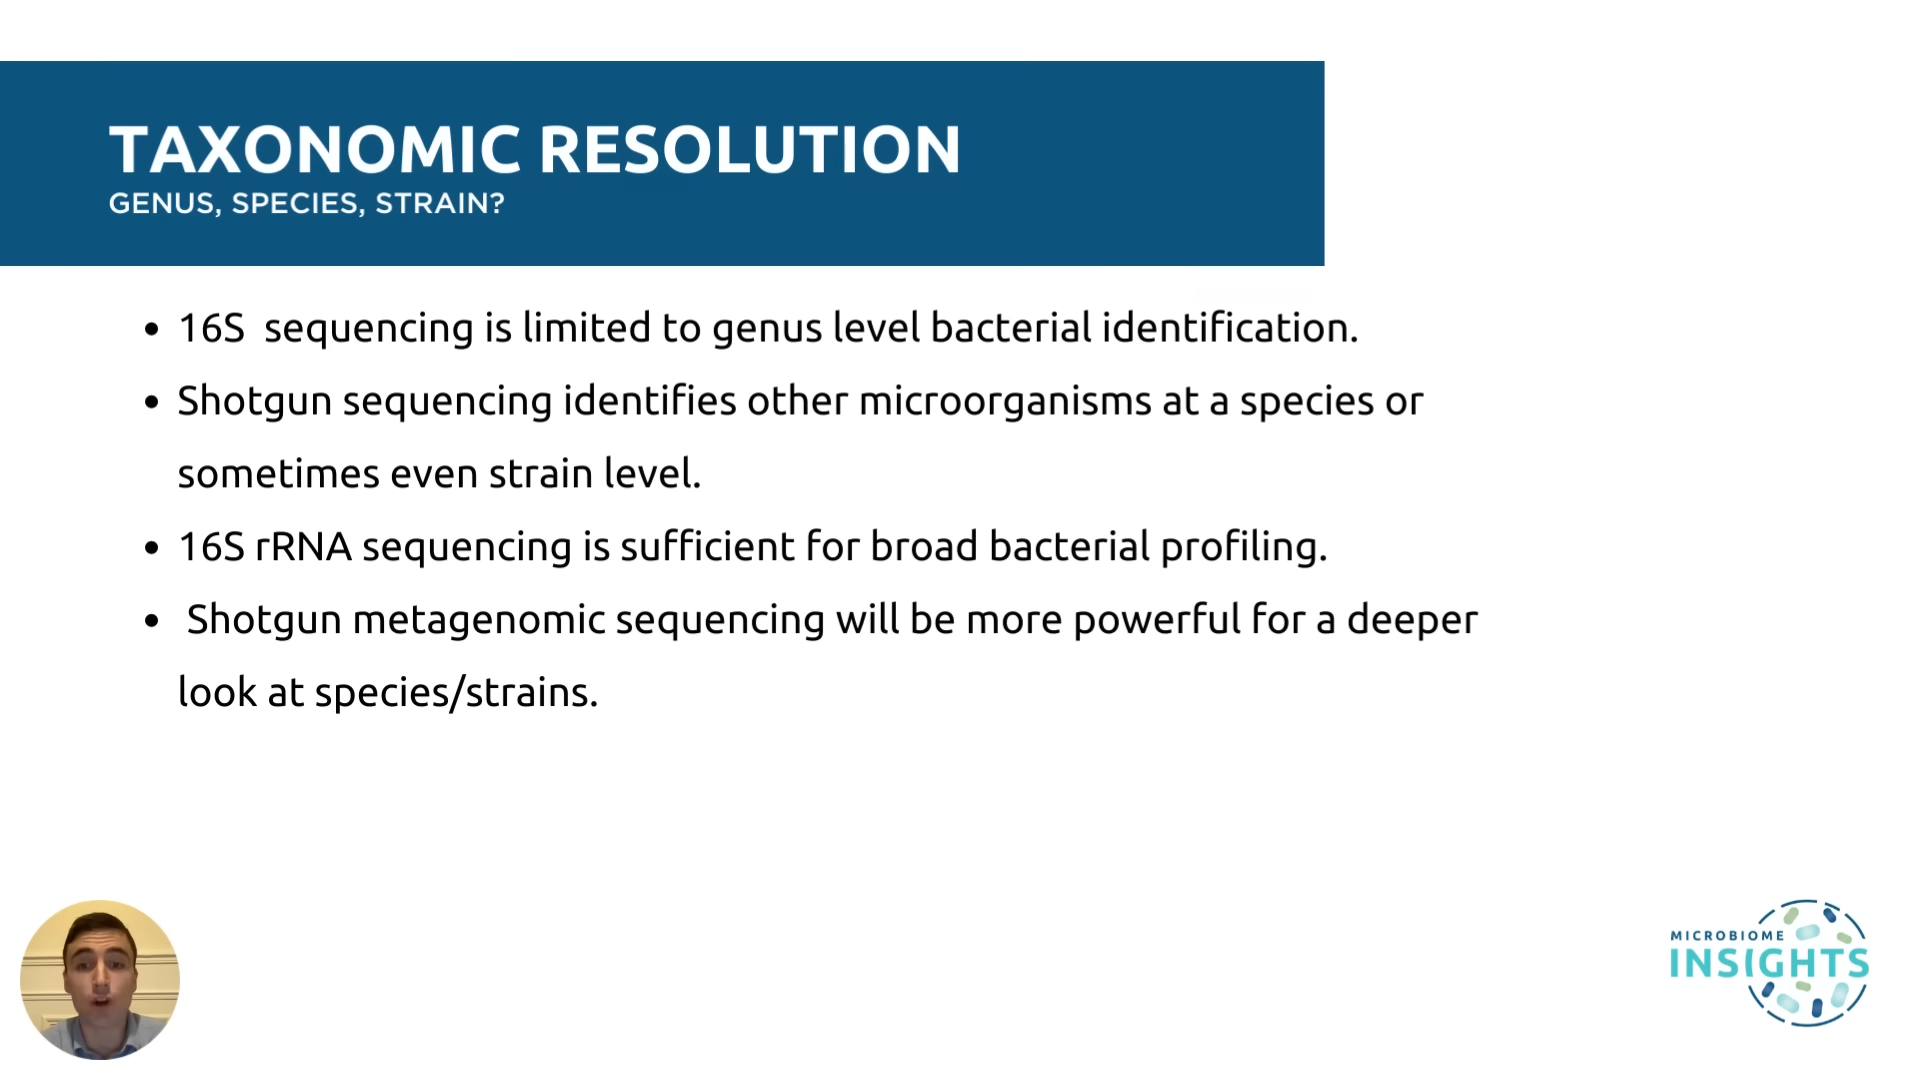 TAXONOMIC RESOLUTION
GENUS, SPECIES, STRAIN?
• 16S  sequencing is limited to genus level bacterial identification.
• Shotgun sequencing identifies other microorganisms at a species or
sometimes even strain level.
• 16S rRNA sequencing is sufficient for broad bacterial profiling.
• Shotgun metagenomic sequencing will be more powerful for a deeper
look at species/strains.
MICROBIOME
INSIGHTS